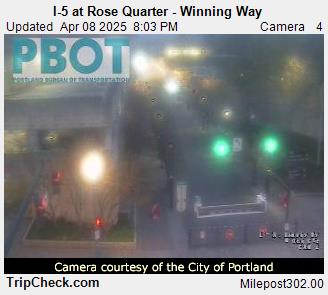 I-5 at Rose Quarter - Winning Way
Updated Apr 08 2025 8:03 PM Camera 4
PBOT
PORTLAND BUREAU OF TRANSPORTATION
Camera courtesy of the City of Portland
TripCheck.com Milepost302.00